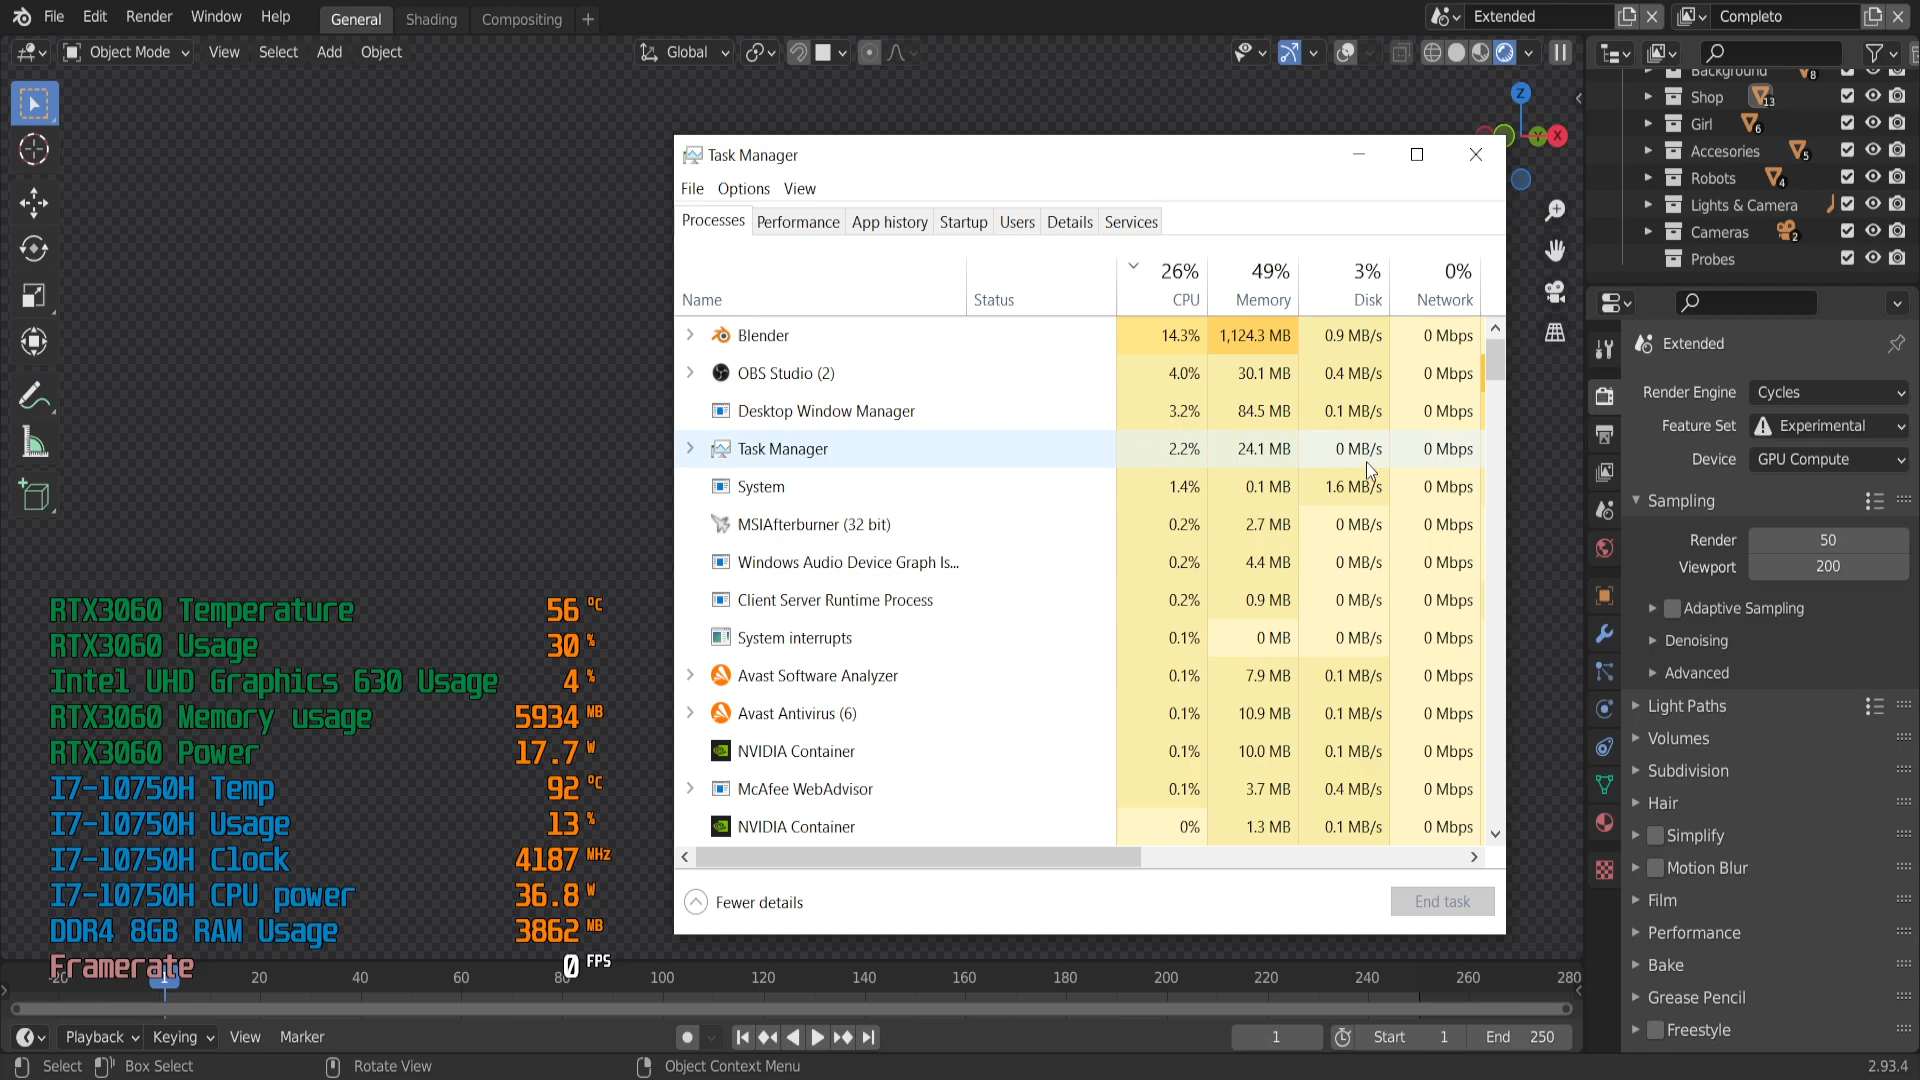 File Edit Render Window Help General Shading Compositing + Extended Completo
Object Mode View Select Add Object Global
Background 8
Shop 13
Girl 6
Accesories 5
Robots 4
Lights & Camera
Cameras 2
Probes
Z
Y
X
Task Manager
File Options View
Processes Performance App history Startup Users Details Services
26% 49% 3% 0%
Name Status CPU Memory Disk Network
Blender 14.3% 1,124.3 MB 0.9 MB/s 0 Mbps
OBS Studio (2) 4.0% 30.1 MB 0.4 MB/s 0 Mbps
Desktop Window Manager 3.2% 84.5 MB 0.1 MB/s 0 Mbps
Task Manager 2.2% 24.1 MB 0 MB/s 0 Mbps
System 1.4% 0.1 MB 1.6 MB/s 0 Mbps
MSIAfterburner (32 bit) 0.2% 2.7 MB 0 MB/s 0 Mbps
Windows Audio Device Graph Is... 0.2% 4.4 MB 0 MB/s 0 Mbps
Client Server Runtime Process 0.2% 0.9 MB 0 MB/s 0 Mbps
System interrupts 0.1% 0 MB 0 MB/s 0 Mbps
Avast Software Analyzer 0.1% 7.9 MB 0.1 MB/s 0 Mbps
Avast Antivirus (6) 0.1% 10.9 MB 0.1 MB/s 0 Mbps
NVIDIA Container 0.1% 10.0 MB 0.1 MB/s 0 Mbps
McAfee WebAdvisor 0.1% 3.7 MB 0.4 MB/s 0 Mbps
NVIDIA Container 0% 1.3 MB 0.1 MB/s 0 Mbps
Fewer details End task
RTX3060 Temperature 56 °C
RTX3060 Usage 30 %
Intel UHD Graphics 630 Usage 4 %
RTX3060 Memory usage 5934 MB
RTX3060 Power 17.7 W
I7-10750H Temp 92 °C
I7-10750H Usage 13 %
I7-10750H Clock 4187 MHz
I7-10750H CPU power 36.8 W
DDR4 8GB RAM Usage 3862 MB
Framerate 0 FPS
Extended
Render Engine Cycles
Feature Set Experimental
Device GPU Compute
Sampling
Render 50
Viewport 200
Adaptive Sampling
Denoising
Advanced
Light Paths
Volumes
Subdivision
Hair
Simplify
Motion Blur
Film
Performance
Bake
Grease Pencil
Freestyle
-20 1 20 40 60 80 100 120 140 160 180 200 220 240 260 280
Playback Keying View Marker 1 Start 1 End 250
Select Box Select Rotate View Object Context Menu 2.93.4